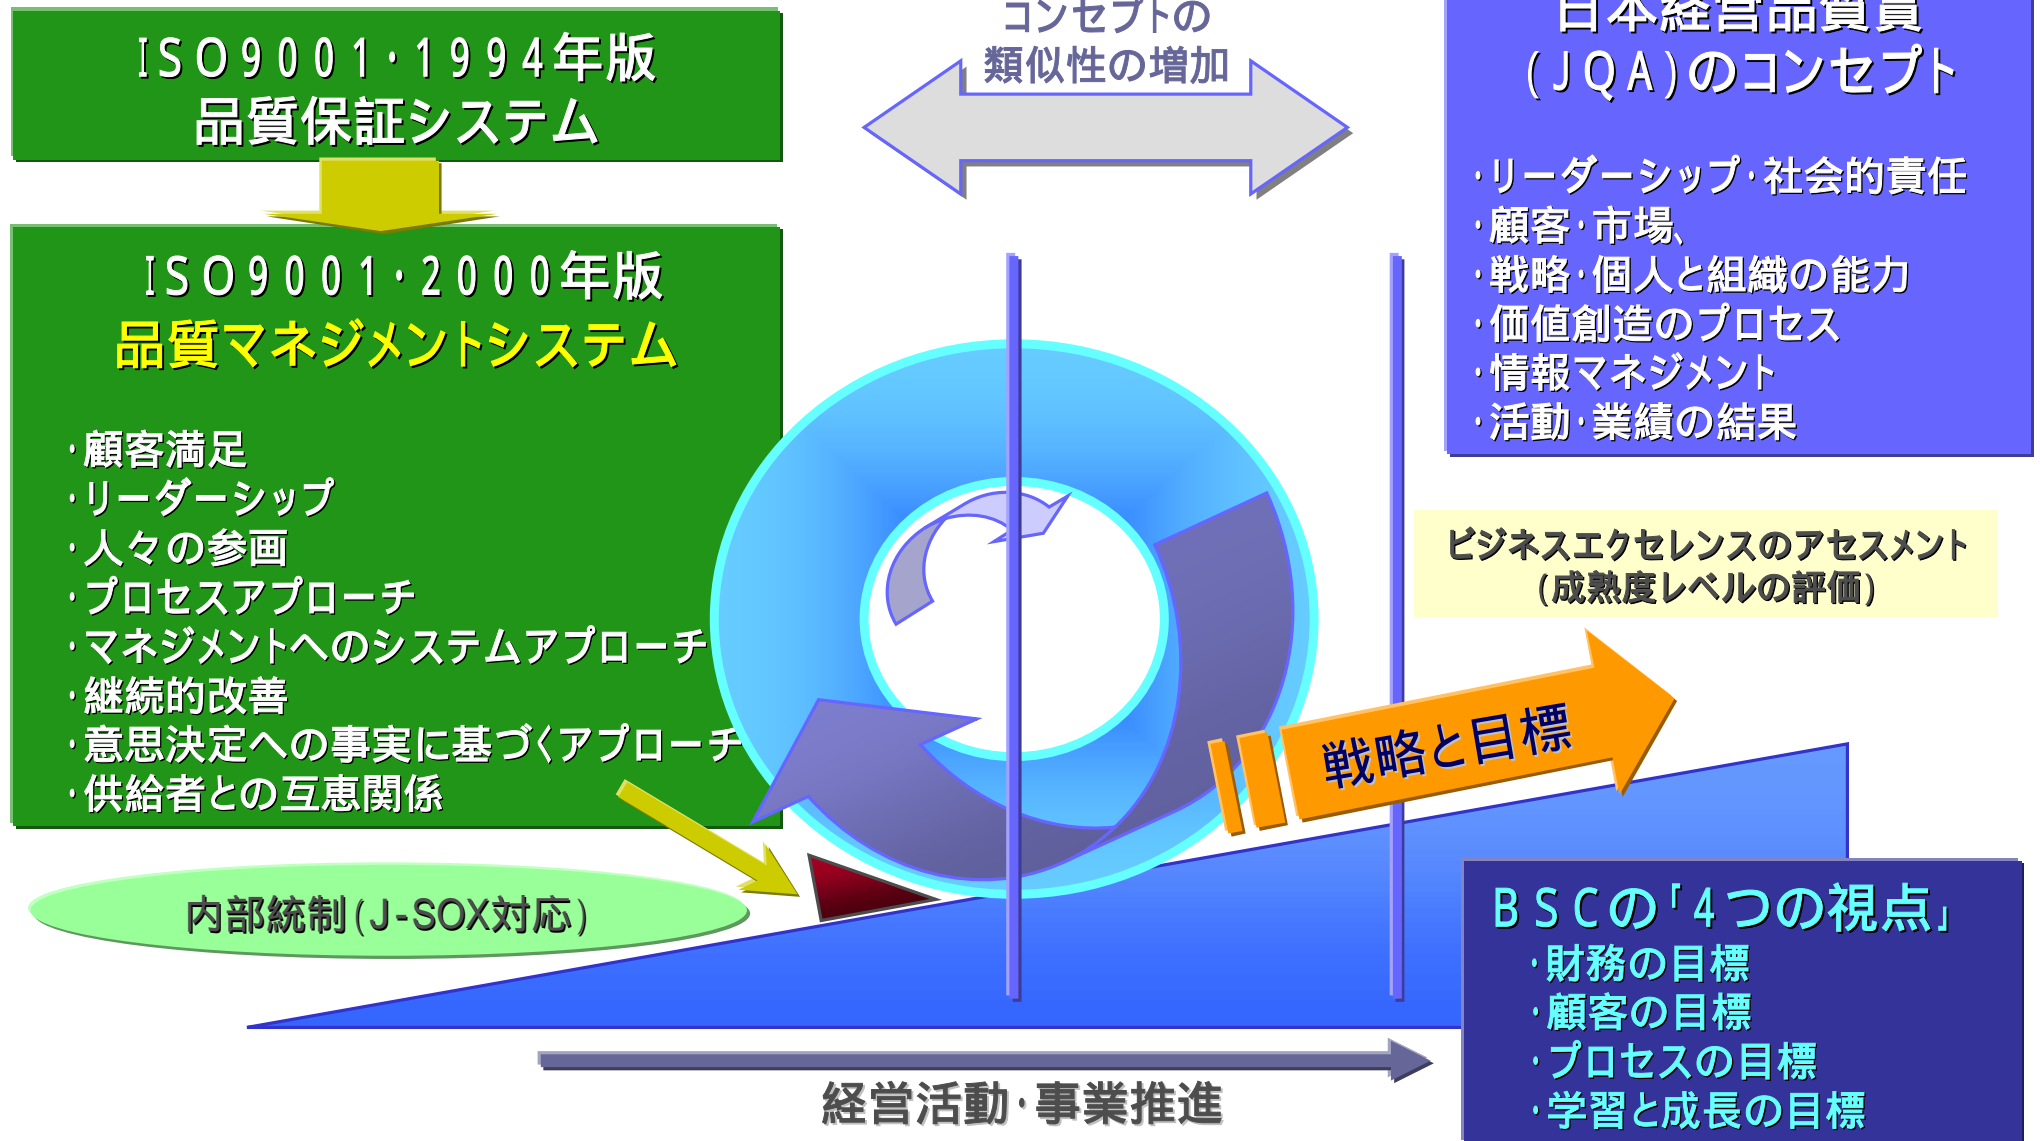 ISO9001・1994年版
品質保証システム
ISO9001・2000年版
品質マネジメントシステム
・顧客満足
・リーダーシップ
・人々の参画
・プロセスアプローチ
・マネジメントへのシステムアプローチ
・継続的改善
・意思決定への事実に基づくアプローチ
・供給者との互恵関係
内部統制(J-SOX対応)
コンセプトの
類似性の増加
日本経営品質賞
(JQA)のコンセプト
・リーダーシップ・社会的責任
・顧客・市場、
・戦略・個人と組織の能力
・価値創造のプロセス
・情報マネジメント
・活動・業績の結果
ビジネスエクセレンスのアセスメント
(成熟度レベルの評価)
戦略と目標
BSCの「4つの視点」
・財務の目標
・顧客の目標
・プロセスの目標
・学習と成長の目標
経営活動・事業推進